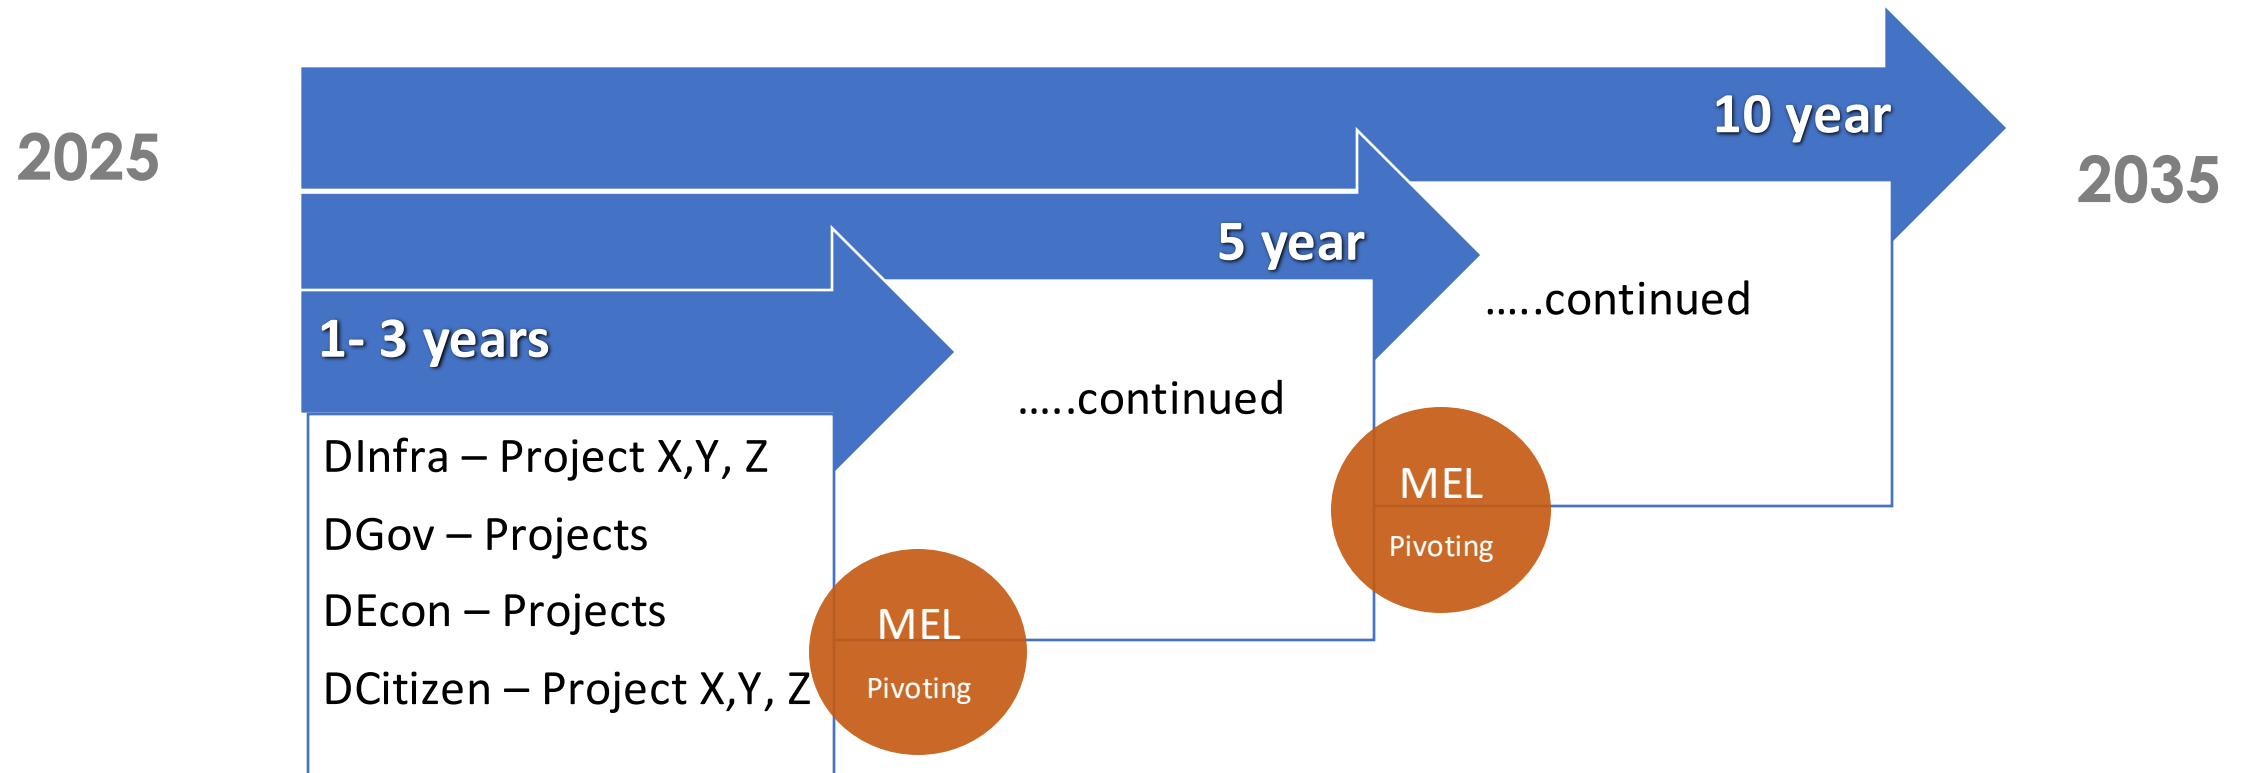 2025
10 year
2035
5 year
…..continued
1- 3 years
…..continued
DInfra – Project X,Y, Z
DGov – Projects
DEcon – Projects
DCitizen – Project X,Y, Z
MEL
Pivoting
MEL
Pivoting